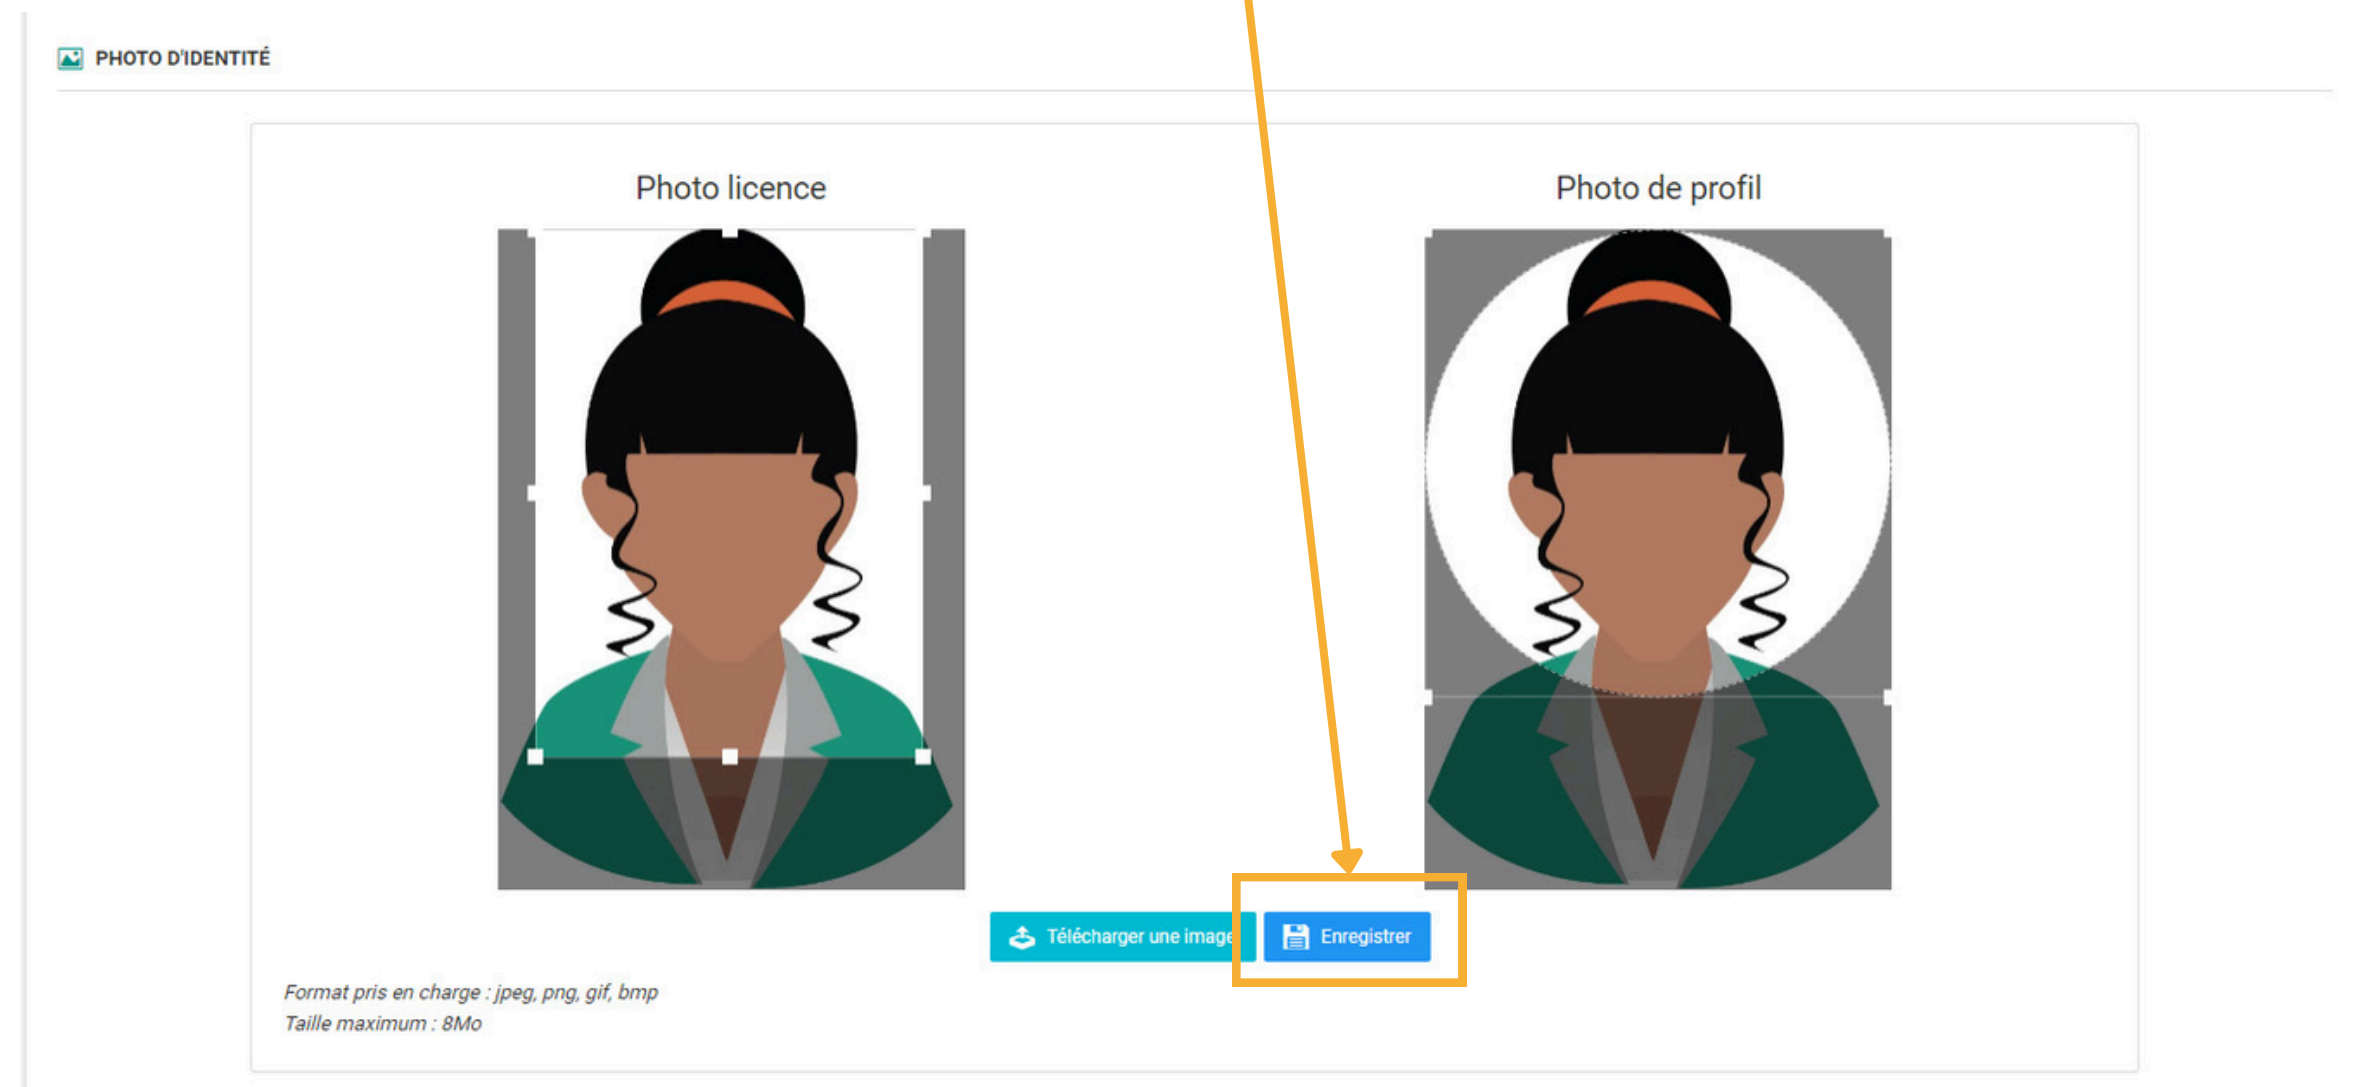 PHOTO D'IDENTITÉ
Photo licence
Photo de profil
Télécharger une image
Enregistrer
Format pris en charge : jpeg, png, gif, bmp
Taille maximum : 8Mo